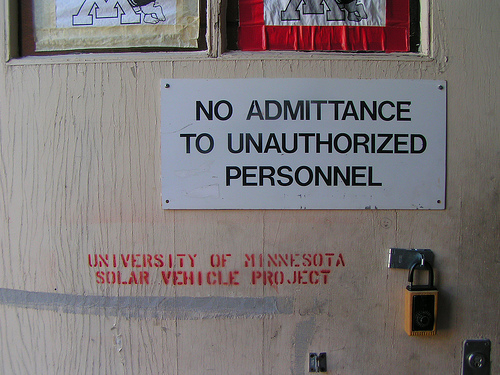 M
M
NO ADMITTANCE
TO UNAUTHORIZED
PERSONNEL
UNIVERSITY OF MINNESOTA
SOLAR VEHICLE PROJECT